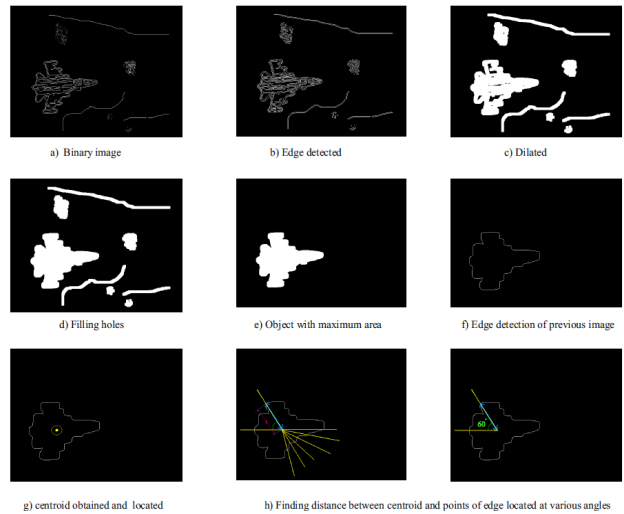 a) Binary image
b) Edge detected
c) Dilated
d) Filling holes
e) Object with maximum area
f) Edge detection of previous image
60
g) centroid obtained and located
h) Finding distance between centroid and points of edge located at various angles